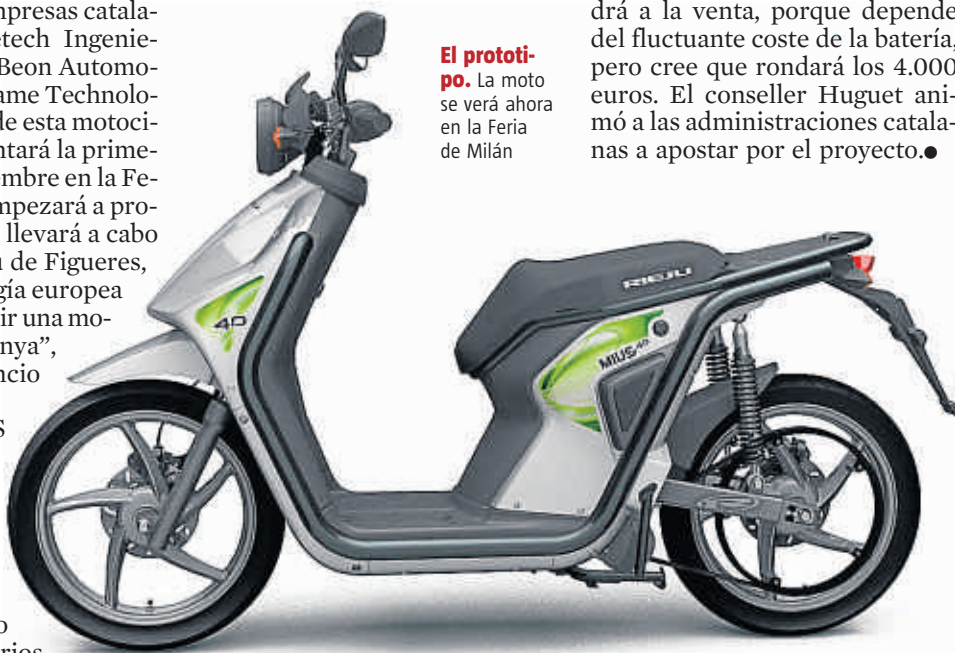 mpresas catala-
etech Ingenie-
Beon Automo-
ame Technolo-
de esta motoci-
ntará la prime-
embre en la Fe-
mpezará a pro-
llevará a cabo
de Figueres,
gía europea
ir una mo-
nya”,
ncio
S
o
arios
El prototi-
po. La moto
se verá ahora
en la Feria
de Milán
drá a la venta, porque depende
del fluctuante coste de la batería,
pero cree que rondará los 4.000
euros. El conseller Huguet ani-
mó a las administraciones catala-
nas a apostar por el proyecto.●
RIEJU
4.0
MIUS 4.0